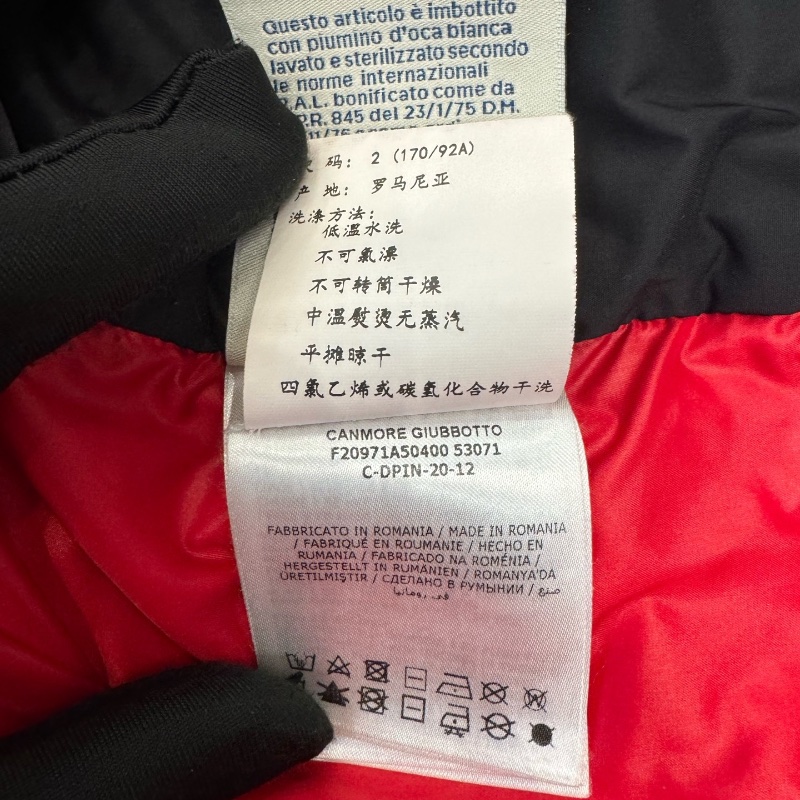 Questo articolo è imbottito
con piumino d'oca bianca
lavato e sterilizzato secondo
le norme internazionali
R.A.L. bonificato come da
P.R. 845 del 23/1/75 D.M.
码: 2 (170/92A)
产 地: 罗马尼亚
洗涤方法:
低温水洗
不可氯漂
不可转筒干燥
中温熨烫无蒸汽
平摊晾干
四氯乙烯或碳氢化合物干洗
CANMORE GIUBBOTTO
F20971A50400 53071
C-DPIN-20-12
FABBRICATO IN ROMANIA / MADE IN ROMANIA
/ FABRIQUÉ EN ROUMANIE / HECHO EN
RUMANIA / FABRICADO NA ROMÉNIA /
HERGESTELLT IN RUMÄNIEN / ROMANYA'DA
ÜRETILMIŞTIR / СДЕЛАНО В РУМЫНИИ / صنع
في رومانيا